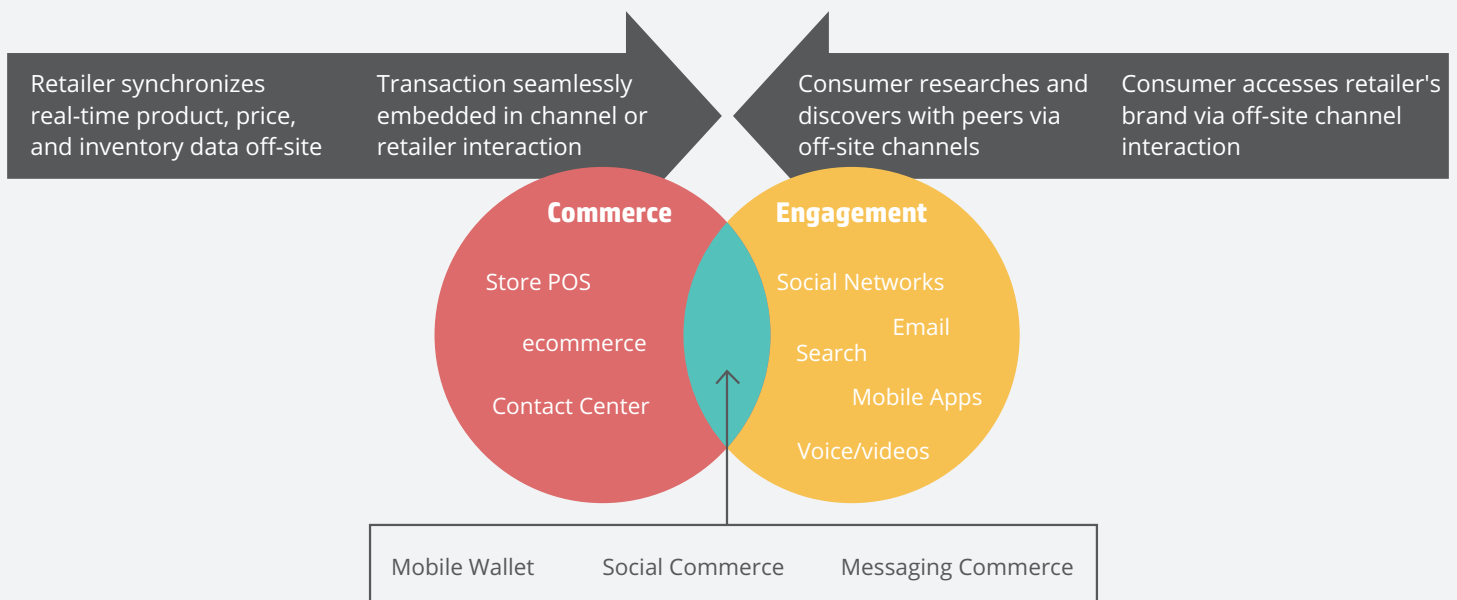 Retailer synchronizes
real-time product, price,
and inventory data off-site
Transaction seamlessly
embedded in channel or
retailer interaction
Consumer researches and
discovers with peers via
off-site channels
Consumer accesses retailer's
brand via off-site channel
interaction
Commerce
Store POS
ecommerce
Contact Center
Engagement
Social Networks
Email
Search
Mobile Apps
Voice/videos
Mobile Wallet
Social Commerce
Messaging Commerce